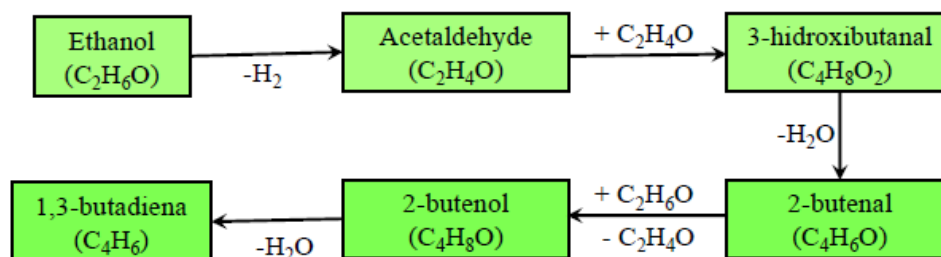 Ethanol
(C₂H₆O)
-H₂
Acetaldehyde
(C₂H₄O)
+ C₂H₄O
3-hidroxibutanal
(C₄H₈O₂)
-H₂O
2-butenal
(C₄H₆O)
+ C₂H₆O
- C₂H₄O
2-butenol
(C₄H₈O)
-H₂O
1,3-butadiena
(C₄H₆)